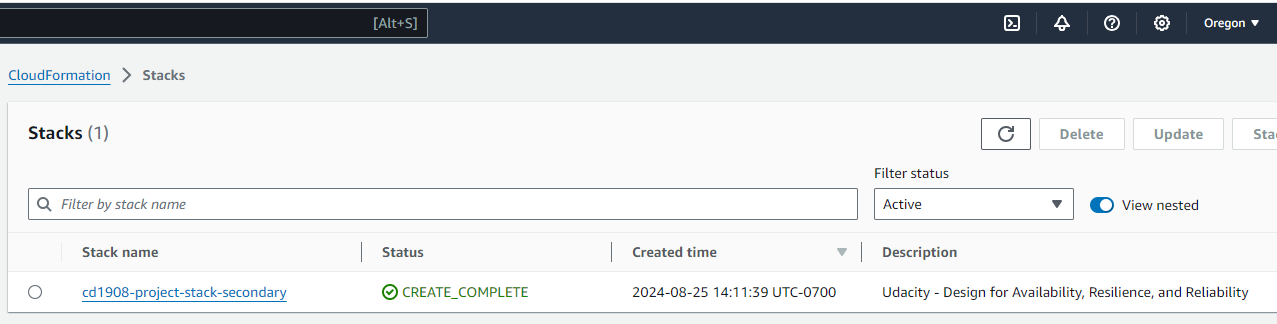 [Alt+S] Oregon
CloudFormation Stacks
Stacks (1)
Delete Update
Filter status
Filter by stack name Active View nested
Stack name Status Created time Description
cd1908-project-stack-secondary CREATE_COMPLETE 2024-08-25 14:11:39 UTC-0700 Udacity - Design for Availability, Resilience, and Reliability